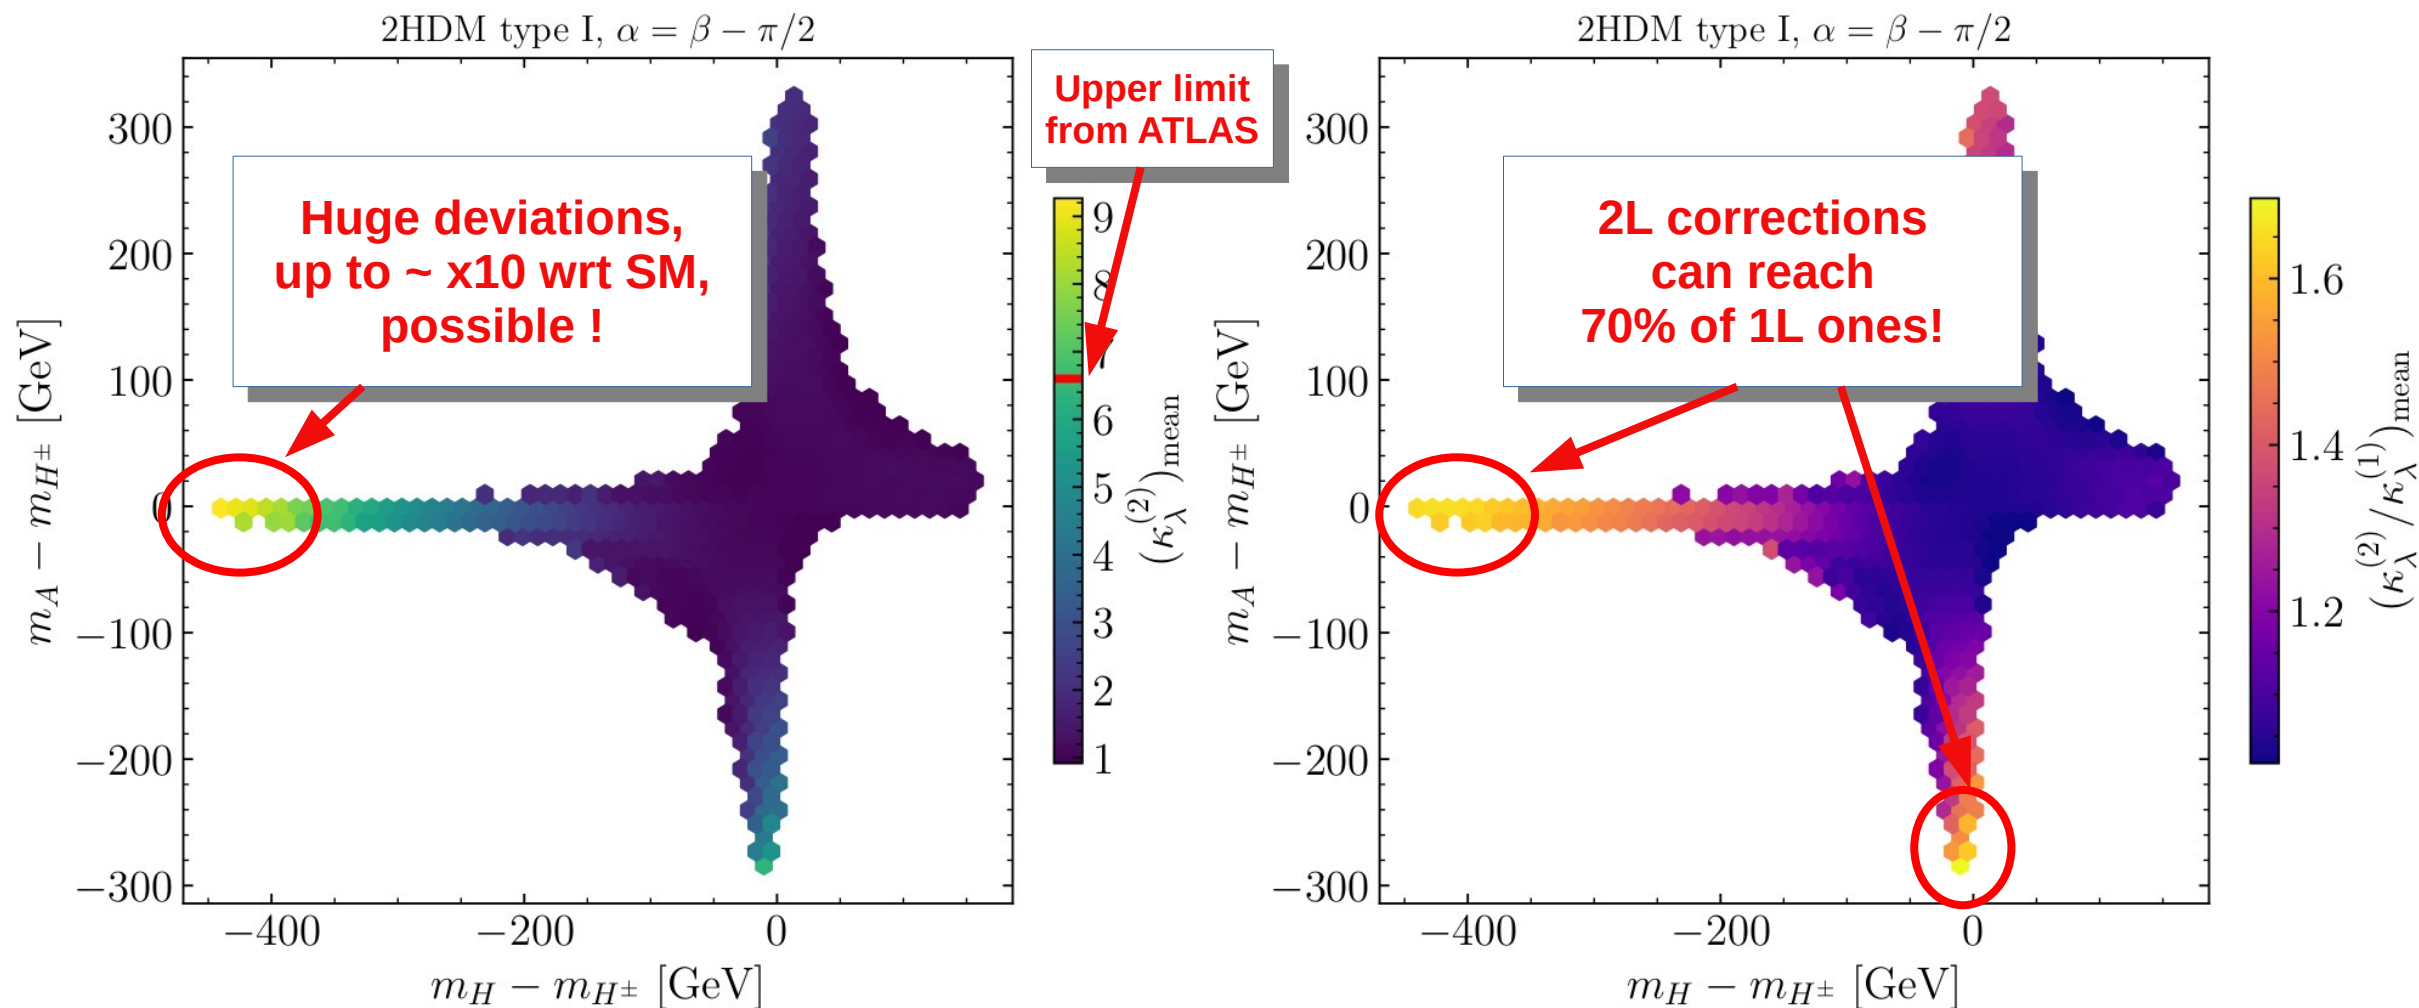 2HDM type I, α = β − π/2
300
200
100
0
−100
−200
−300
m_A − m_{H^±} [GeV]
−400
−200
0
m_H − m_{H^±} [GeV]
Huge deviations,
up to ~ x10 wrt SM,
possible !
Upper limit
from ATLAS
9
8
7
6
5
4
3
2
1
(κ_λ^{(2)})_{mean}
2HDM type I, α = β − π/2
300
200
100
0
−100
−200
−300
m_A − m_{H^±} [GeV]
−400
−200
0
m_H − m_{H^±} [GeV]
2L corrections
can reach
70% of 1L ones!
1.6
1.4
1.2
(κ_λ^{(2)}/κ_λ^{(1)})_{mean}